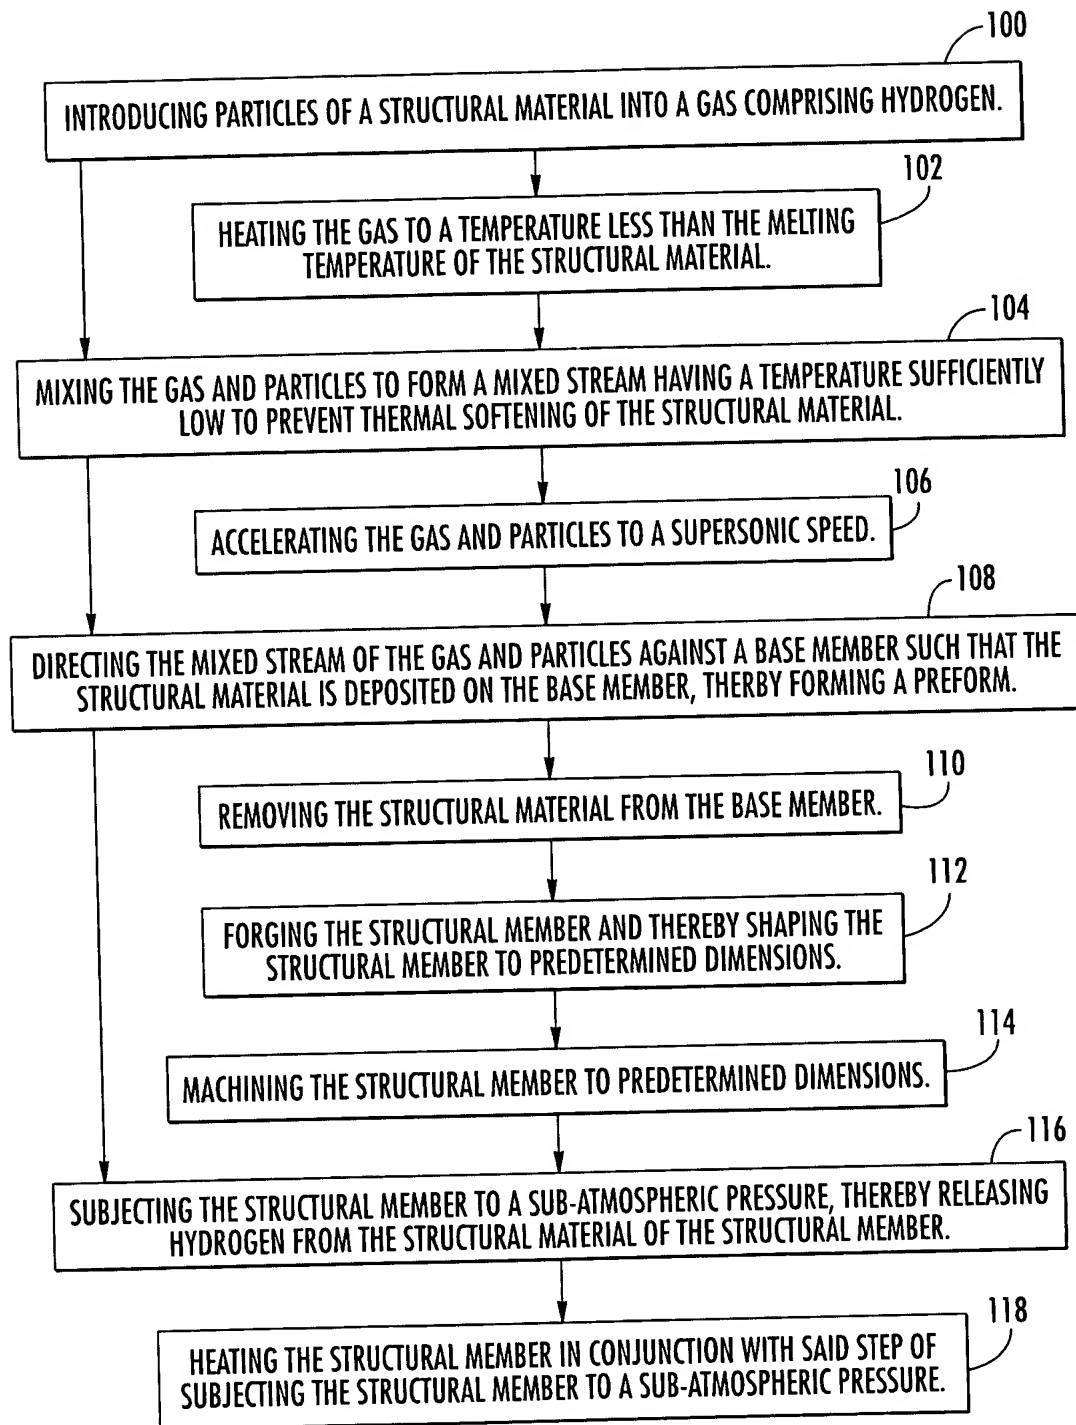 100
INTRODUCING PARTICLES OF A STRUCTURAL MATERIAL INTO A GAS COMPRISING HYDROGEN.
102
HEATING THE GAS TO A TEMPERATURE LESS THAN THE MELTING
TEMPERATURE OF THE STRUCTURAL MATERIAL.
104
MIXING THE GAS AND PARTICLES TO FORM A MIXED STREAM HAVING A TEMPERATURE SUFFICIENTLY
LOW TO PREVENT THERMAL SOFTENING OF THE STRUCTURAL MATERIAL.
106
ACCELERATING THE GAS AND PARTICLES TO A SUPERSONIC SPEED.
108
DIRECTING THE MIXED STREAM OF THE GAS AND PARTICLES AGAINST A BASE MEMBER SUCH THAT THE
STRUCTURAL MATERIAL IS DEPOSITED ON THE BASE MEMBER, THERBY FORMING A PREFORM.
110
REMOVING THE STRUCTURAL MATERIAL FROM THE BASE MEMBER.
112
FORGING THE STRUCTURAL MEMBER AND THEREBY SHAPING THE
STRUCTURAL MEMBER TO PREDETERMINED DIMENSIONS.
114
MACHINING THE STRUCTURAL MEMBER TO PREDETERMINED DIMENSIONS.
116
SUBJECTING THE STRUCTURAL MEMBER TO A SUB-ATMOSPHERIC PRESSURE, THEREBY RELEASING
HYDROGEN FROM THE STRUCTURAL MATERIAL OF THE STRUCTURAL MEMBER.
118
HEATING THE STRUCTURAL MEMBER IN CONJUNCTION WITH SAID STEP OF
SUBJECTING THE STRUCTURAL MEMBER TO A SUB-ATMOSPHERIC PRESSURE.